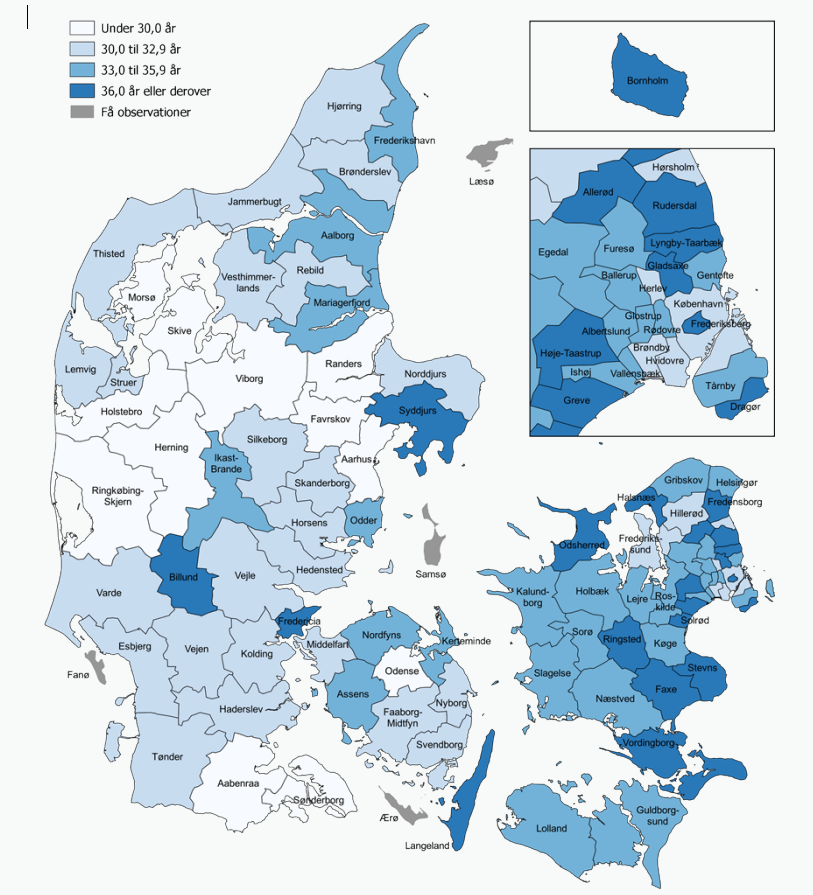 Under 30,0 år
30,0 til 32,9 år
33,0 til 35,9 år
36,0 år eller derover
Få observationer
Bornholm
Hjørring
Frederikshavn
Læsø
Brønderslev
Jammerbugt
Aalborg
Thisted
Vesthimmer-
lands
Rebild
Morsø
Mariagerfjord
Skive
Lemvig
Struer
Viborg
Randers
Norddjurs
Holstebro
Favrskov
Syddjurs
Herning
Silkeborg
Ikast-
Brande
Aarhus
Skanderborg
Ringkøbing-
Skjern
Horsens
Odder
Samsø
Billund
Vejle
Hedensted
Varde
Fredericia
Esbjerg
Vejen
Kolding
Middelfart
Nordfyns
Kerteminde
Fanø
Odense
Assens
Haderslev
Faaborg-
Midtfyn
Nyborg
Svendborg
Tønder
Aabenraa
Sønderborg
Ærø
Langeland
Hørsholm
Allerød
Rudersdal
Egedal
Furesø
Lyngby-Taarbæk
Gladsaxe
Ballerup
Gentofte
Herlev
København
Glostrup
Frederiksberg
Albertslund
Rødovre
Høje-Taastrup
Brøndby
Hvidovre
Ishøj
Vallensbæk
Greve
Tårnby
Dragør
Gribskov
Helsingør
Halsnæs
Fredensborg
Hillerød
Odsherred
Frederiks-
sund
Kalund-
borg
Holbæk
Lejre
Ros-
kilde
Solrød
Sorø
Ringsted
Køge
Slagelse
Stevns
Faxe
Næstved
Vordingborg
Lolland
Guldborg-
sund